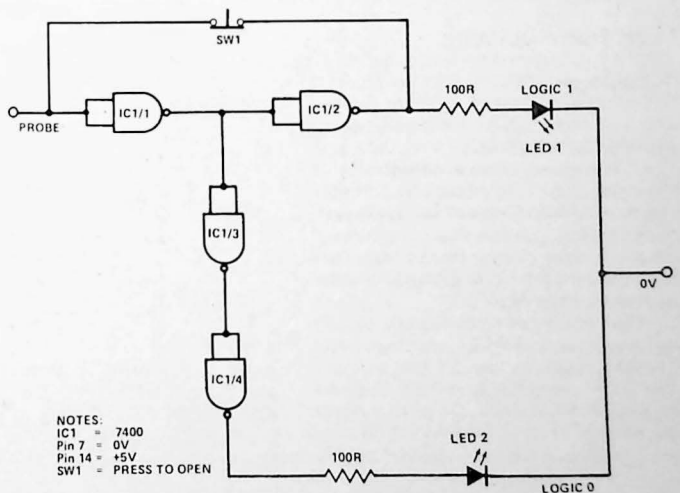 SW1
PROBE
IC1/1
IC1/2
100R
LOGIC 1
LED 1
IC1/3
0V
IC1/4
NOTES:
IC1 = 7400
Pin 7 = 0V
Pin 14 = +5V
SW1 = PRESS TO OPEN
100R
LED 2
LOGIC 0